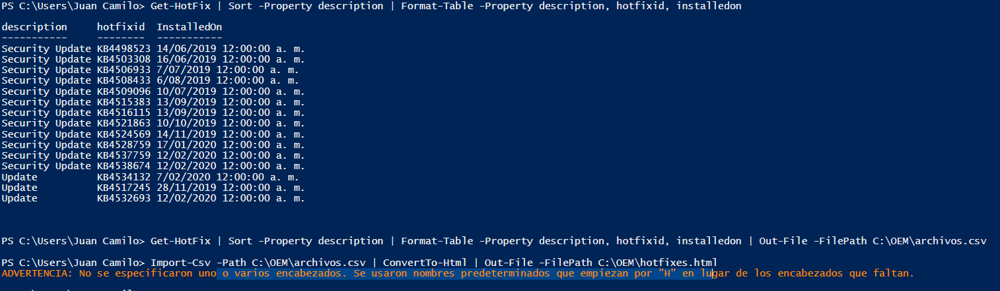 PS C:\Users\Juan Camilo> Get-HotFix | Sort -Property description | Format-Table -Property description, hotfixid, installedon
description hotfixid InstalledOn
----------- -------- -----------
Security Update KB4498523 14/06/2019 12:00:00 a. m.
Security Update KB4503308 16/06/2019 12:00:00 a. m.
Security Update KB4506933 7/07/2019 12:00:00 a. m.
Security Update KB4508433 6/08/2019 12:00:00 a. m.
Security Update KB4509096 10/07/2019 12:00:00 a. m.
Security Update KB4515383 13/09/2019 12:00:00 a. m.
Security Update KB4516115 13/09/2019 12:00:00 a. m.
Security Update KB4521863 10/10/2019 12:00:00 a. m.
Security Update KB4524569 14/11/2019 12:00:00 a. m.
Security Update KB4528759 17/01/2020 12:00:00 a. m.
Security Update KB4537759 12/02/2020 12:00:00 a. m.
Security Update KB4538674 12/02/2020 12:00:00 a. m.
Update KB4534132 7/02/2020 12:00:00 a. m.
Update KB4517245 28/11/2019 12:00:00 a. m.
Update KB4532693 12/02/2020 12:00:00 a. m.
PS C:\Users\Juan Camilo> Get-HotFix | Sort -Property description | Format-Table -Property description, hotfixid, installedon | Out-File -FilePath C:\OEM\archivos.csv
PS C:\Users\Juan Camilo> Import-Csv -Path C:\OEM\archivos.csv | ConvertTo-Html | Out-File -FilePath C:\OEM\hotfixes.html
ADVERTENCIA: No se especificaron uno o varios encabezados. Se usaron nombres predeterminados que empiezan por "H" en lugar de los encabezados que faltan.